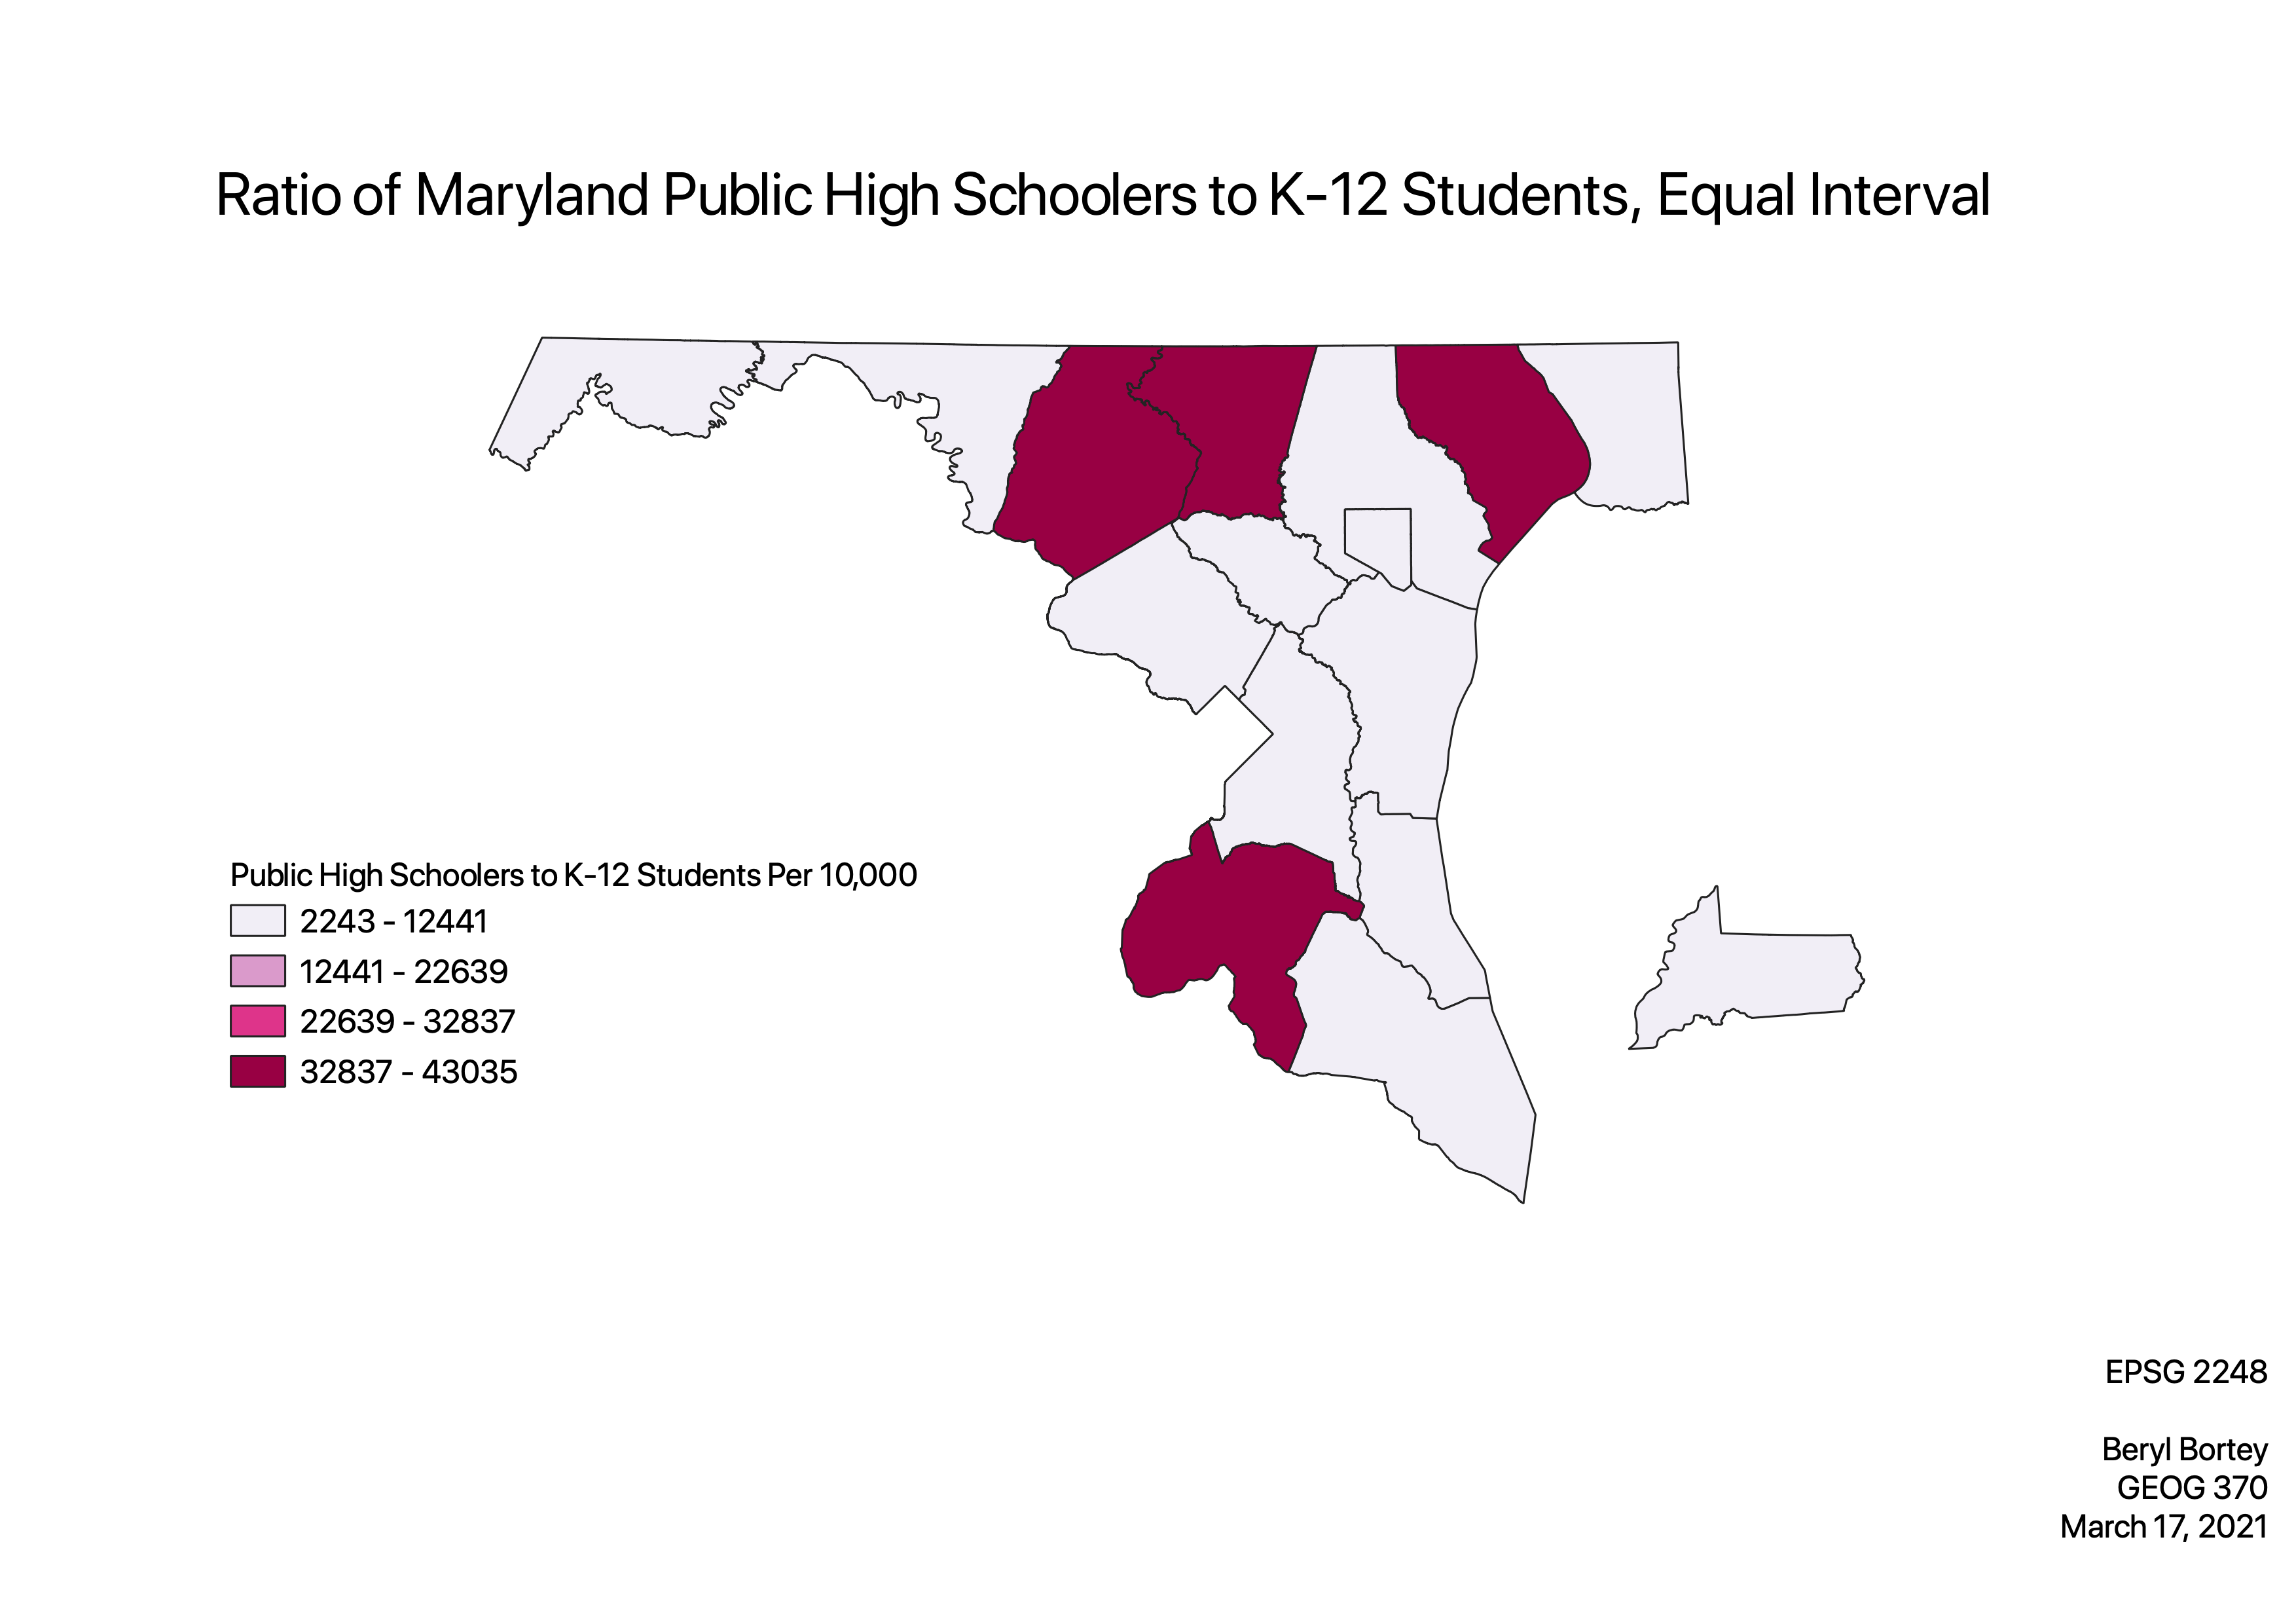 Ratio of Maryland Public High Schoolers to K-12 Students, Equal Interval
Public High Schoolers to K-12 Students Per 10,000
2243 - 12441
12441 - 22639
22639 - 32837
32837 - 43035
EPSG 2248
Beryl Bortey
GEOG 370
March 17, 2021